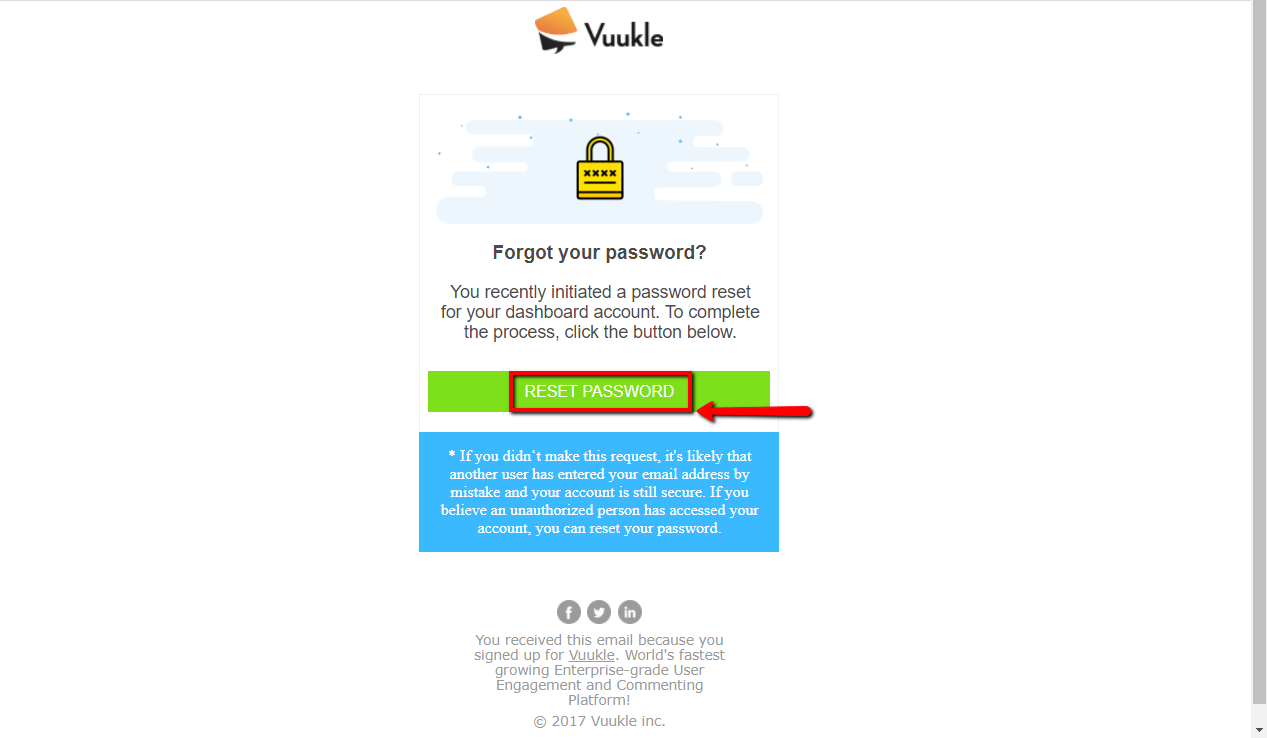 Vuukle
xxxx
Forgot your password?
You recently initiated a password reset
for your dashboard account. To complete
the process, click the button below.
RESET PASSWORD
* If you didn`t make this request, it's likely that
another user has entered your email address by
mistake and your account is still secure. If you
believe an unauthorized person has accessed your
account, you can reset your password.
f
in
You received this email because you
signed up for Vuukle. World's fastest
growing Enterprise-grade User
Engagement and Commenting
Platform!
© 2017 Vuukle inc.